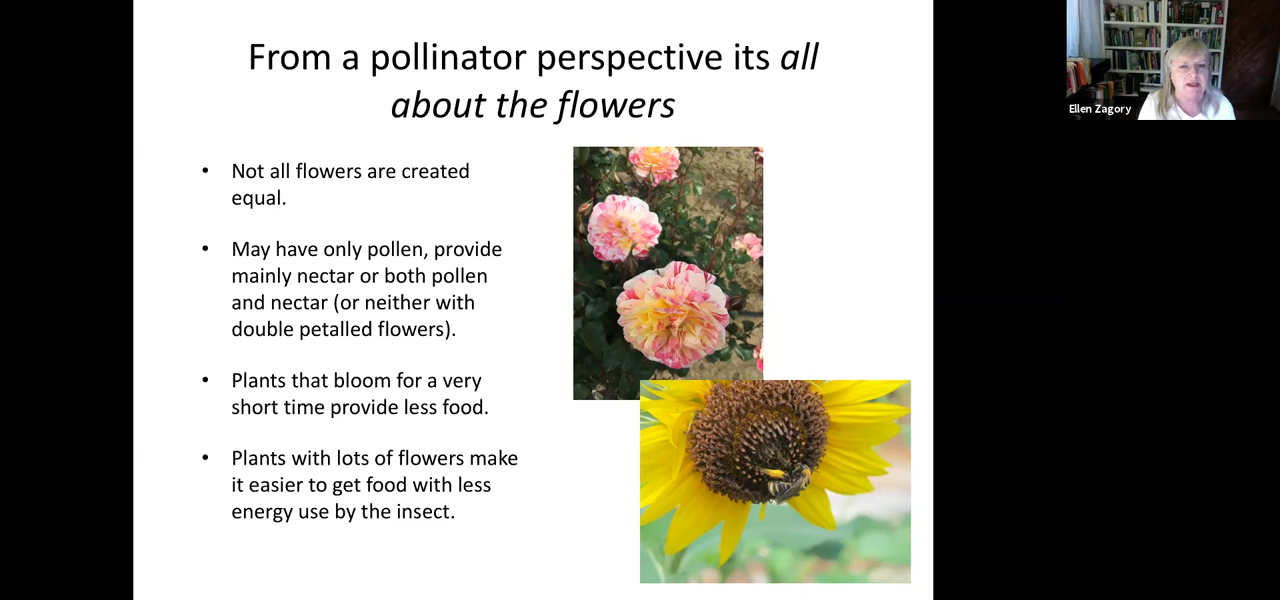 From a pollinator perspective its all
about the flowers
Ellen Zagory
• Not all flowers are created
equal.
• May have only pollen, provide
mainly nectar or both pollen
and nectar (or neither with
double petalled flowers).
• Plants that bloom for a very
short time provide less food.
• Plants with lots of flowers make
it easier to get food with less
energy use by the insect.